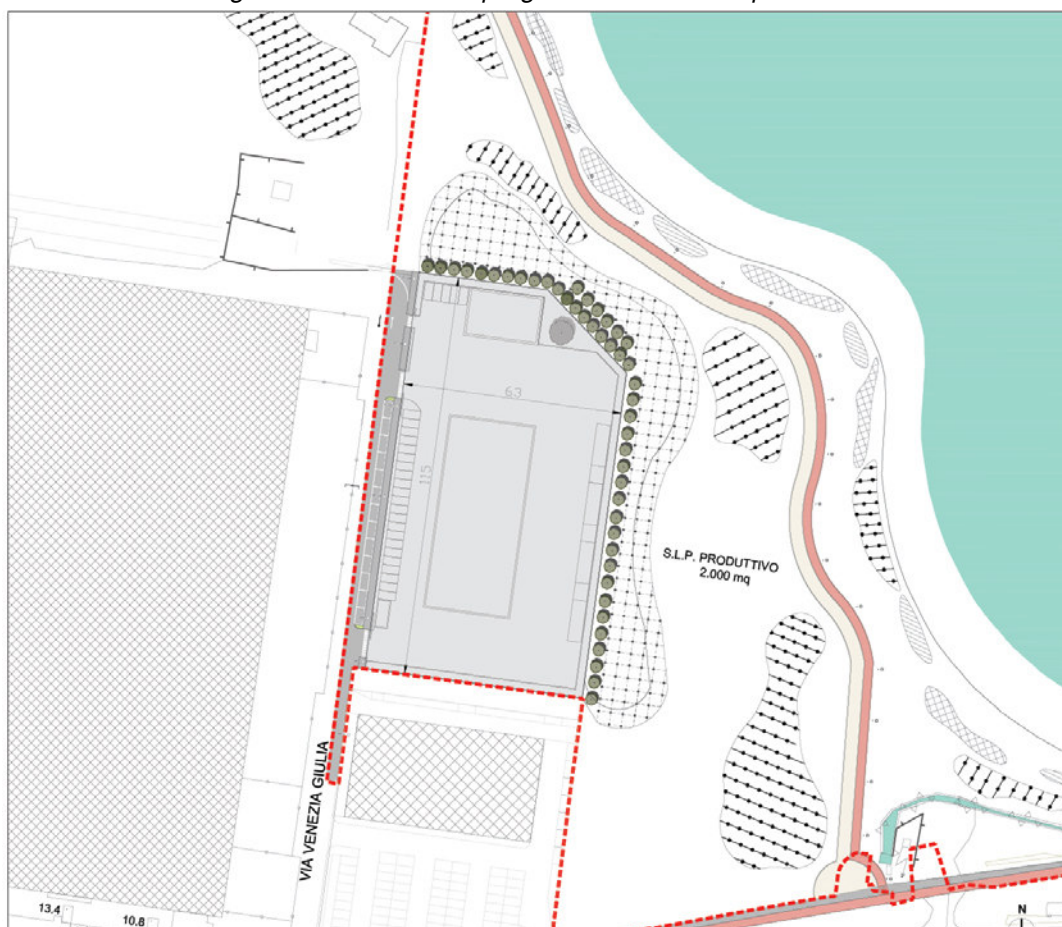 63
115
S.L.P. PRODUTTIVO
2.000 mq
VIA VENEZIA GIULIA
13.4
10.8
N